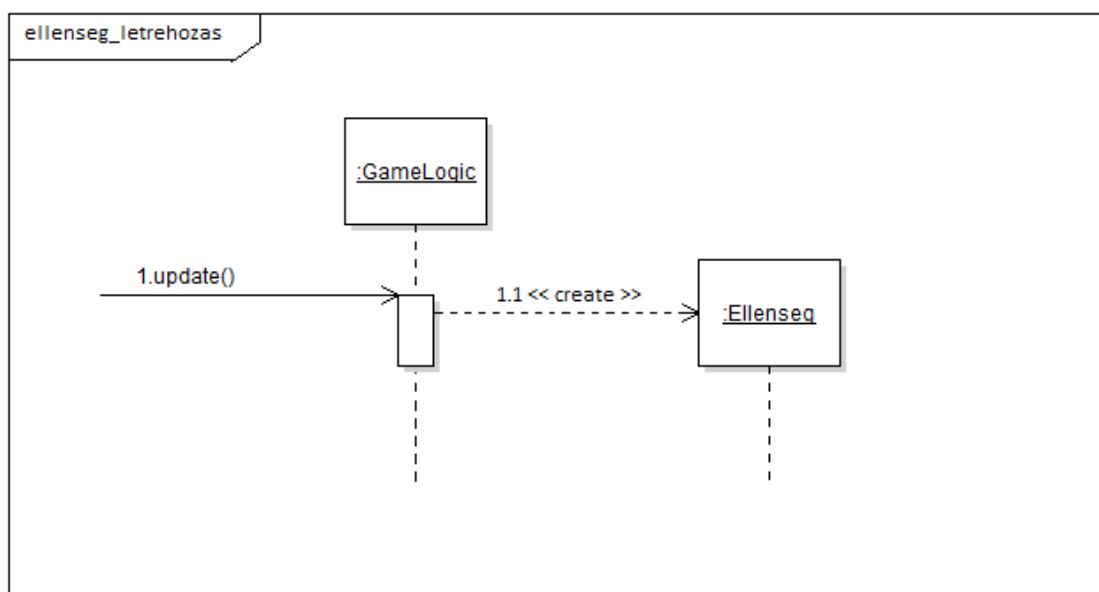 ellenseg_letrehozas
:GameLogic
1.update()
1.1 << create >>
:Ellenseg